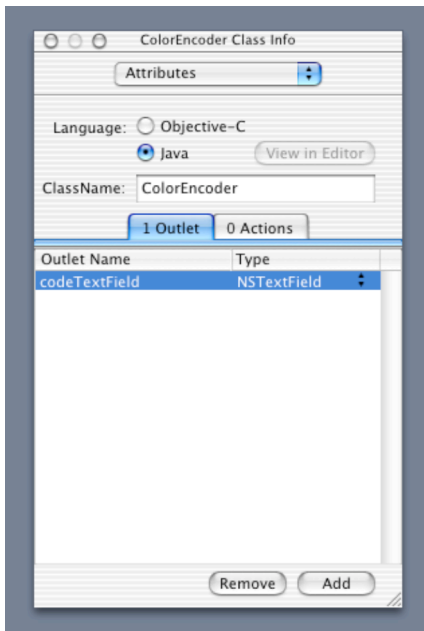 ColorEncoder Class Info
Attributes
Language: Objective-C
Java View in Editor
ClassName: ColorEncoder
1 Outlet 0 Actions
Outlet Name Type
codeTextField NSTextField
Remove Add